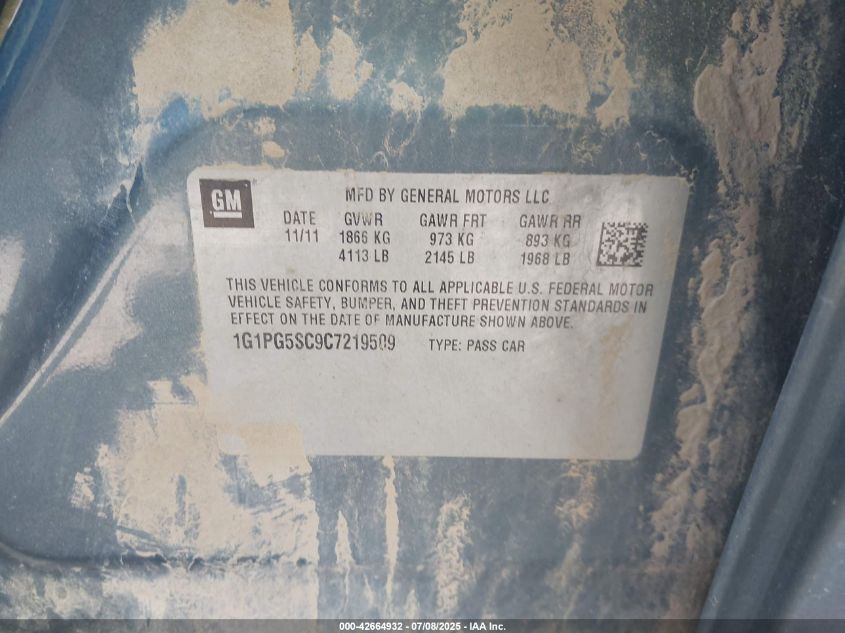 GM
MFD BY GENERAL MOTORS LLC
DATE GVWR GAWR FRT GAWR RR
11/11 1866 KG 973 KG 893 KG
4113 LB 2145 LB 1968 LB
THIS VEHICLE CONFORMS TO ALL APPLICABLE U.S. FEDERAL MOTOR
VEHICLE SAFETY, BUMPER, AND THEFT PREVENTION STANDARDS IN
EFFECT ON THE DATE OF MANUFACTURE SHOWN ABOVE.
1G1PG5SC9C7219509 TYPE: PASS CAR
000-42664932 - 07/08/2025 - IAA Inc.